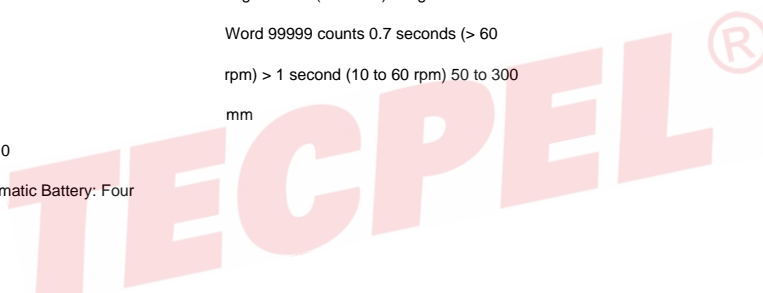 Word 99999 counts 0.7 seconds (> 60
rpm) > 1 second (10 to 60 rpm) 50 to 300
mm
0
matic Battery: Four
TECPEL®